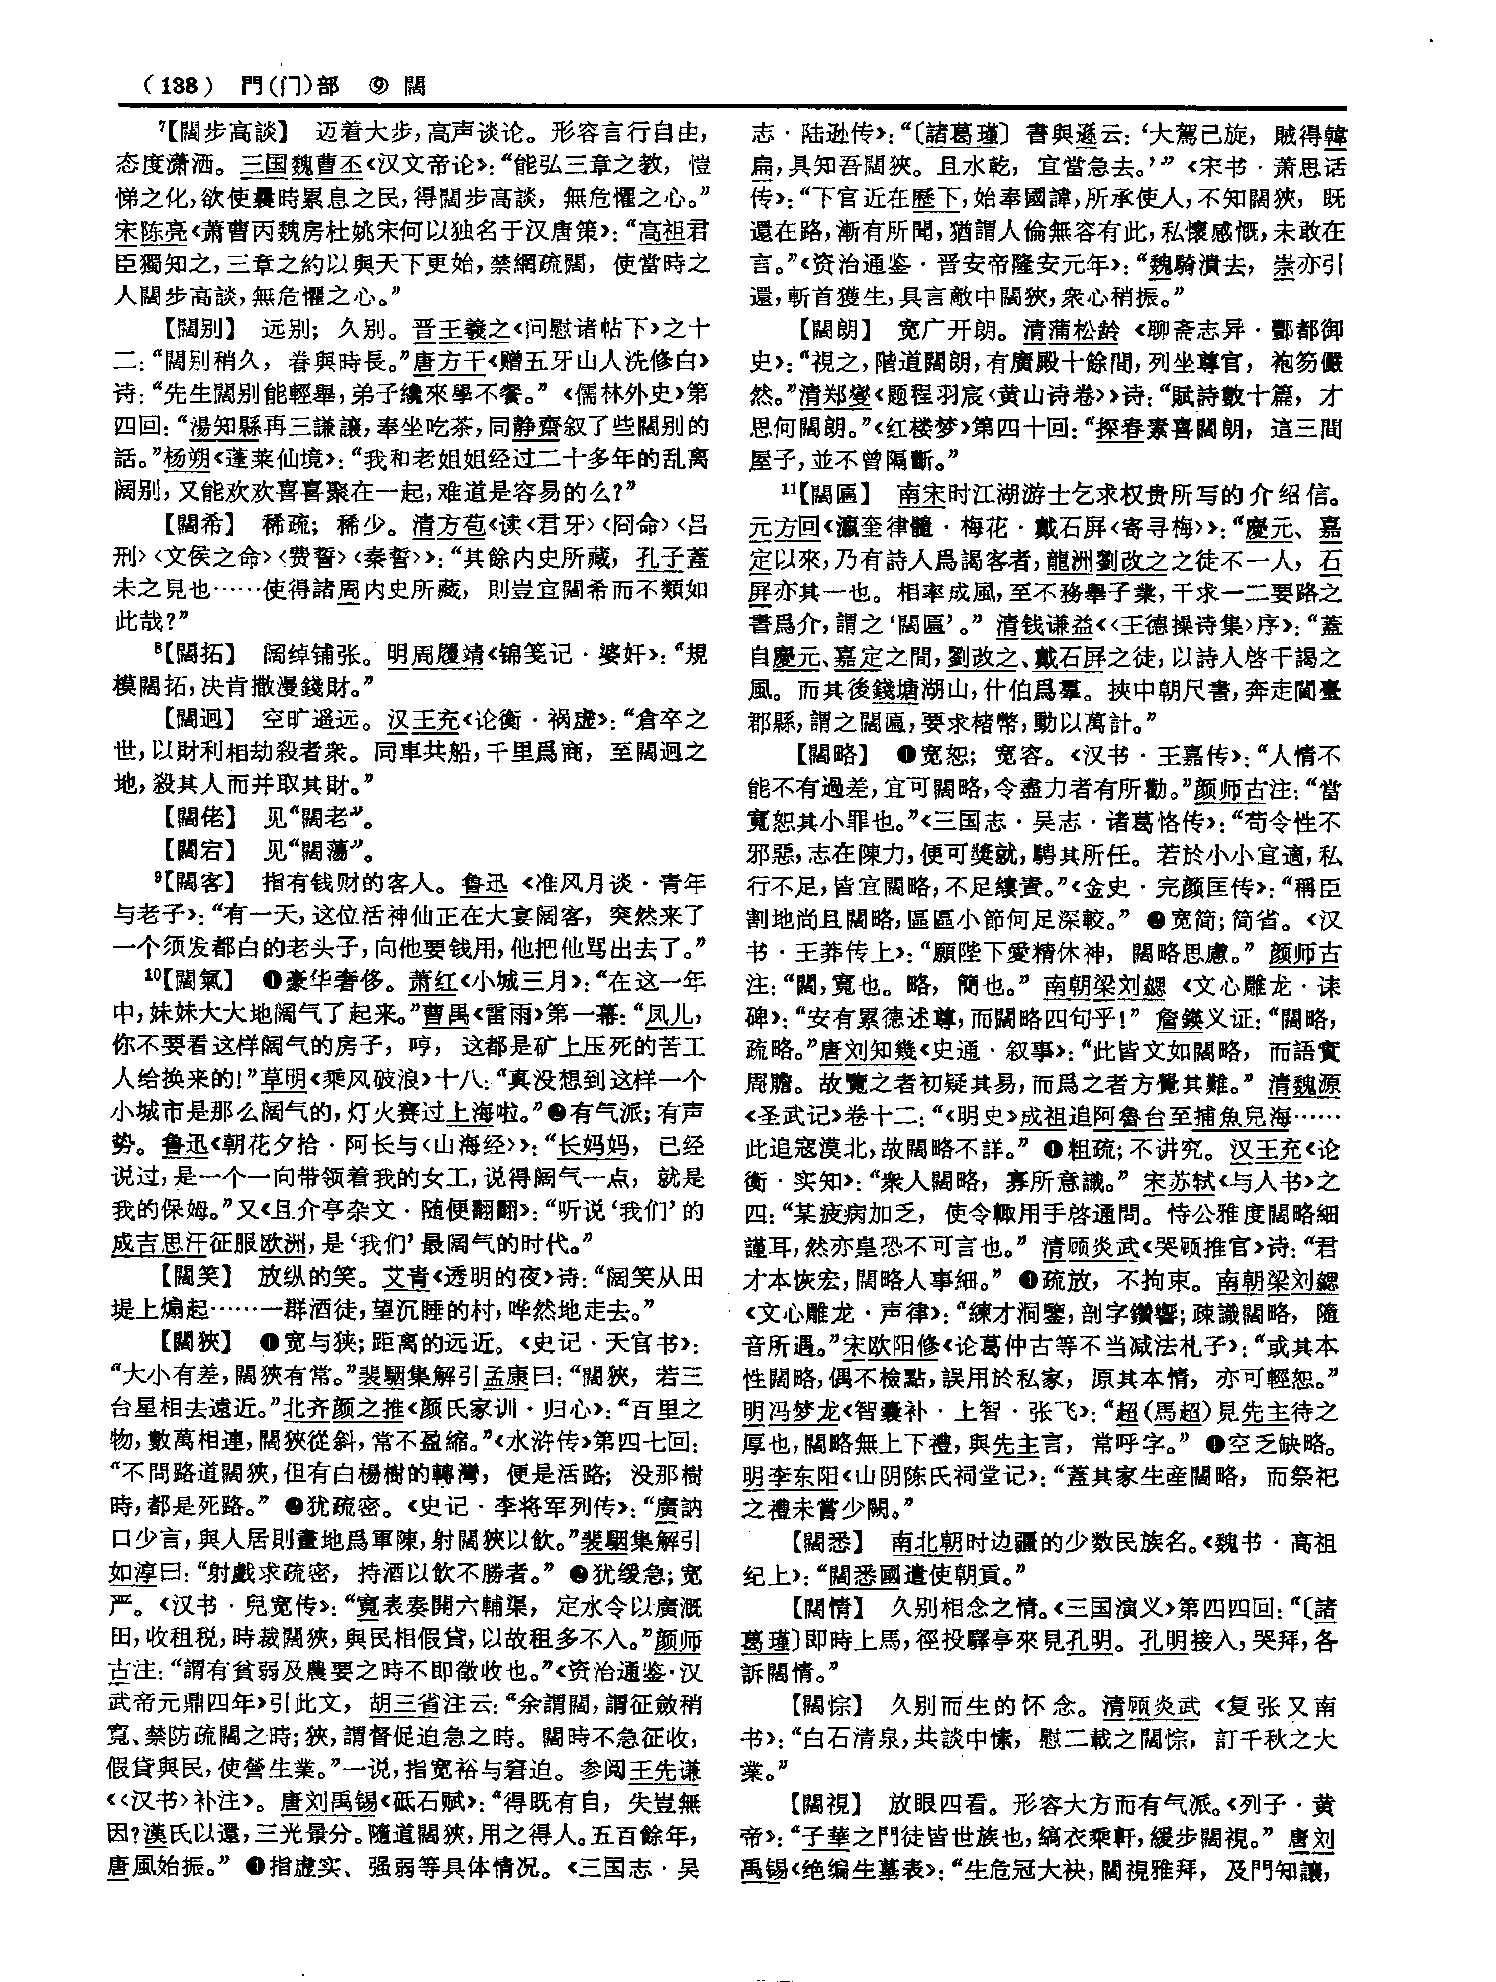 （138） 門(门)部 ⑨ 闊
⁷【闊步高談】 迈着大步，高声谈论。形容言行自由，
态度潇洒。三国魏曹丕《汉文帝论》：“能弘三章之教，愷
悌之化，欲使曩時累息之民，得闊步高談，無危懼之心。”
宋陈亮《萧曹丙魏房杜姚宋何以独名于汉唐策》：“高祖君
臣獨知之，三章之約以與天下更始，禁網疏闊，使當時之
人闊步高談，無危懼之心。”
【闊别】 远别；久别。晋王羲之《问慰诸帖下》之十
二：“闊别稍久，眷與時長。”唐方干《赠五牙山人洗修白》
诗：“先生闊别能輕舉，弟子纔來學不餐。”《儒林外史》第
四回：“湯知縣再三謙讓，奉坐吃茶，同静齋叙了些闊别的
話。”杨朔《蓬莱仙境》：“我和老姐姐经过二十多年的乱离
阔别，又能欢欢喜喜聚在一起，难道是容易的么？”
【闊希】 稀疏；稀少。清方苞《读〈君牙〉〈冏命〉〈吕
刑〉〈文侯之命〉〈费誓〉〈秦誓〉》：“其餘内史所藏，孔子蓋
未之見也……使得諸周内史所藏，則豈宜闊希而不類如
此哉？”
⁸【闊拓】 阔绰铺张。明周履靖《锦笺记·婆奸》：“規
模闊拓，决肯撒漫錢財。”
【闊迥】 空旷遥远。汉王充《论衡·祸虚》：“倉卒之
世，以財利相劫殺者衆。同車共船，千里爲商，至闊迥之
地，殺其人而并取其財。”
【闊佬】 见“闊老”。
【闊宕】 见“闊蕩”。
⁹【闊客】 指有钱财的客人。鲁迅《准风月谈·青年
与老子》：“有一天，这位活神仙正在大宴阔客，突然来了
一个须发都白的老头子，向他要钱用，他把他骂出去了。”
¹⁰【闊氣】 ❶豪华奢侈。萧红《小城三月》：“在这一年
中，妹妹大大地阔气了起来。”曹禺《雷雨》第一幕：“凤儿，
你不要看这样阔气的房子，哼，这都是矿上压死的苦工
人给换来的！”草明《乘风破浪》十八：“真没想到这样一个
小城市是那么阔气的，灯火赛过上海啦。”❷有气派；有声
势。鲁迅《朝花夕拾·阿长与〈山海经〉》：“长妈妈，已经
说过，是一个一向带领着我的女工，说得阔气一点，就是
我的保姆。”又《且介亭杂文·随便翻翻》：“听说‘我们’的
成吉思汗征服欧洲，是‘我们’最阔气的时代。”
【闊笑】 放纵的笑。艾青《透明的夜》诗：“阔笑从田
堤上煽起……一群酒徒，望沉睡的村，哗然地走去。”
【闊狹】 ❶宽与狭；距离的远近。《史记·天官书》：
“大小有差，闊狹有常。”裴駰集解引孟康曰：“闊狹，若三
台星相去遠近。”北齐颜之推《颜氏家训·归心》：“百里之
物，數萬相連，闊狹從斜，常不盈縮。”《水浒传》第四七回：
“不問路道闊狹，但有白楊樹的轉灣，便是活路；没那樹
時，都是死路。”❷犹疏密。《史记·李将军列传》：“廣訥
口少言，與人居則畫地爲軍陳，射闊狹以飲。”裴駰集解引
如淳曰：“射戲求疏密，持酒以飲不勝者。”❸犹缓急；宽
严。《汉书·兒宽传》：“寬表奏開六輔渠，定水令以廣溉
田，收租税，時裁闊狹，與民相假貸，以故租多不入。”颜师
古注：“謂有貧弱及農要之時不即徵收也。”《资治通鉴·汉
武帝元鼎四年》引此文，胡三省注云：“余謂闊，謂征斂稍
寬、禁防疏闊之時；狹，謂督促迫急之時。闊時不急征收，
假貸與民，使營生業。”一说，指宽裕与窘迫。参阅王先谦
《〈汉书〉补注》。唐刘禹锡《砥石赋》：“得既有自，失豈無
因？漢氏以還，三光景分。隨道闊狹，用之得人。五百餘年，
唐風始振。”❹指虚实、强弱等具体情况。《三国志·吴
志·陆逊传》：“〔諸葛瑾〕書與遜云：‘大駕已旋，賊得韓
扁，具知吾闊狹。且水乾，宜當急去。’”《宋书·萧思话
传》：“下官近在歷下，始奉國諱，所承使人，不知闊狹，既
還在路，漸有所聞，猶謂人倫無容有此，私懷感慨，未敢在
言。”《资治通鉴·晋安帝隆安元年》：“魏騎潰去，崇亦引
還，斬首獲生，具言敵中闊狹，衆心稍振。”
【闊朗】 宽广开朗。清蒲松龄《聊斋志异·酆都御
史》：“視之，階道闊朗，有廣殿十餘間，列坐尊官，袍笏儼
然。”清郑燮《题程羽宸〈黄山诗卷〉》诗：“賦詩數十篇，才
思何闊朗。”《红楼梦》第四十回：“探春素喜闊朗，這三間
屋子，並不曾隔斷。”
¹¹【闊匾】 南宋时江湖游士乞求权贵所写的介绍信。
元方回《瀛奎律髓·梅花·戴石屏〈寄寻梅〉》：“慶元、嘉
定以來，乃有詩人爲謁客者，龍洲劉改之之徒不一人，石
屏亦其一也。相率成風，至不務舉子業，干求一二要路之
書爲介，謂之‘闊匾’。”清钱谦益《〈王德操诗集〉序》：“蓋
自慶元、嘉定之間，劉改之、戴石屏之徒，以詩人啓干謁之
風。而其後錢塘湖山，什伯爲羣。挾中朝尺書，奔走閫臺
郡縣，謂之闊匾，要求楮幣，動以萬計。”
【闊略】 ❶宽恕；宽容。《汉书·王嘉传》：“人情不
能不有過差，宜可闊略，令盡力者有所勸。”颜师古注：“當
寬恕其小罪也。”《三国志·吴志·诸葛恪传》：“苟令性不
邪惡，志在陳力，便可獎就，騁其所任。若於小小宜適，私
行不足，皆宜闊略，不足縷責。”《金史·完颜匡传》：“稱臣
割地尚且闊略，區區小節何足深較。”❷宽简；简省。《汉
书·王莽传上》：“願陛下愛精休神，闊略思慮。”颜师古
注：“闊，寬也。略，簡也。”南朝梁刘勰《文心雕龙·诔
碑》：“安有累德述尊，而闊略四句乎！”詹鍈义证：“闊略，
疏略。”唐刘知幾《史通·叙事》：“此皆文如闊略，而語實
周贍。故覽之者初疑其易，而爲之者方覺其難。”清魏源
《圣武记》卷十二：“《明史》成祖追阿魯台至捕魚兒海……
此追寇漠北，故闊略不詳。”❸粗疏；不讲究。汉王充《论
衡·实知》：“衆人闊略，寡所意識。”宋苏轼《与人书》之
四：“某疲病加乏，使令輒用手啓通問。恃公雅度闊略細
謹耳，然亦皇恐不可言也。”清顾炎武《哭顾推官》诗：“君
才本恢宏，闊略人事細。”❹疏放，不拘束。南朝梁刘勰
《文心雕龙·声律》：“練才洞鑒，剖字鑽響；疎識闊略，隨
音所遇。”宋欧阳修《论葛仲古等不当减法札子》：“或其本
性闊略，偶不檢點，誤用於私家，原其本情，亦可輕恕。”
明冯梦龙《智囊补·上智·张飞》：“超(馬超)見先主待之
厚也，闊略無上下禮，與先主言，常呼字。”❺空乏缺略。
明李东阳《山阴陈氏祠堂记》：“蓋其家生産闊略，而祭祀
之禮未嘗少闕。”
【闊悉】 南北朝时边疆的少数民族名。《魏书·高祖
纪上》：“闊悉國遣使朝貢。”
【闊情】 久别相念之情。《三国演义》第四四回：“〔諸
葛瑾〕即時上馬，徑投驛亭來見孔明。孔明接入，哭拜，各
訴闊情。”
【闊悰】 久别而生的怀念。清顾炎武《复张又南
书》：“白石清泉，共談中愫，慰二載之闊悰，訂千秋之大
業。”
【闊視】 放眼四看。形容大方而有气派。《列子·黄
帝》：“子華之門徒皆世族也，縞衣乘軒，緩步闊視。”唐刘
禹锡《绝编生墓表》：“生危冠大袂，闊視雅拜，及門知讓，